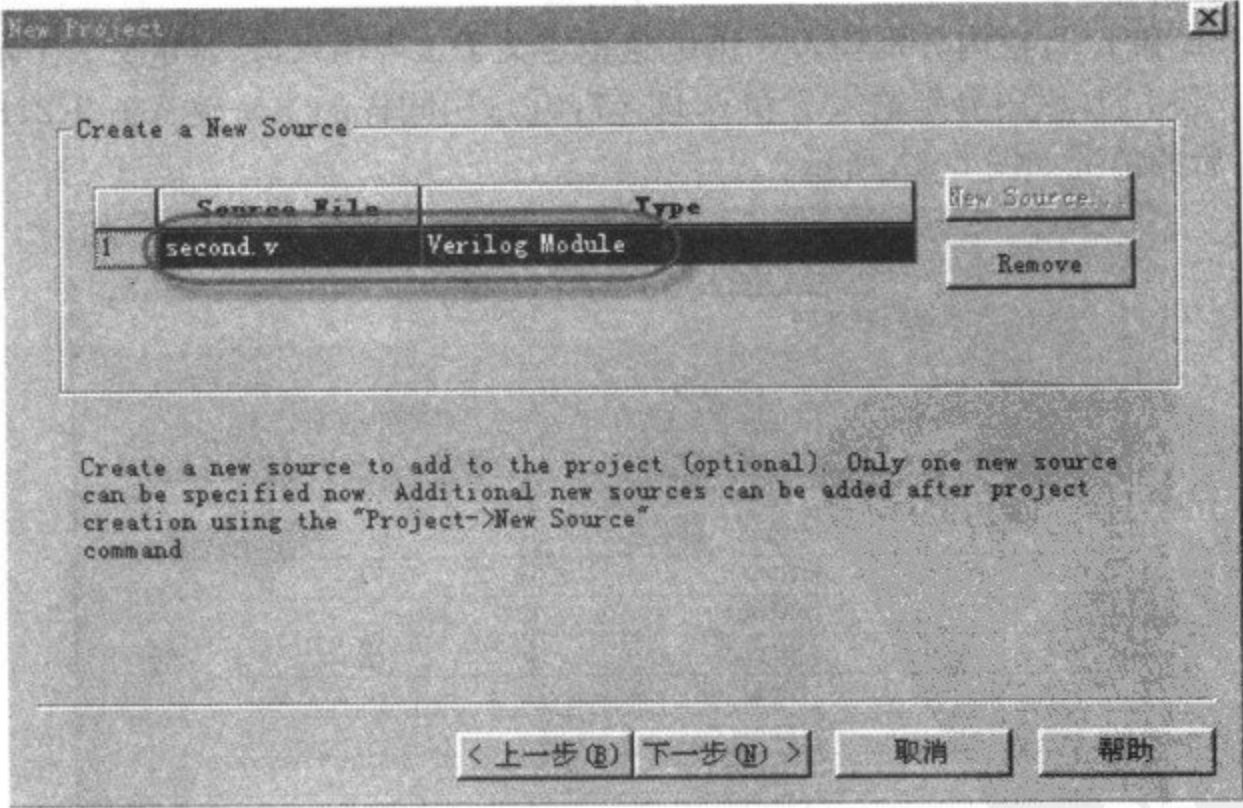 New Project
Create a New Source
Source File Type
New Source...
1 second.v Verilog Module
Remove
Create a new source to add to the project (optional). Only one new source
can be specified now. Additional new sources can be added after project
creation using the "Project->New Source"
command
< 上一步(B) 下一步(N) > 取消 帮助